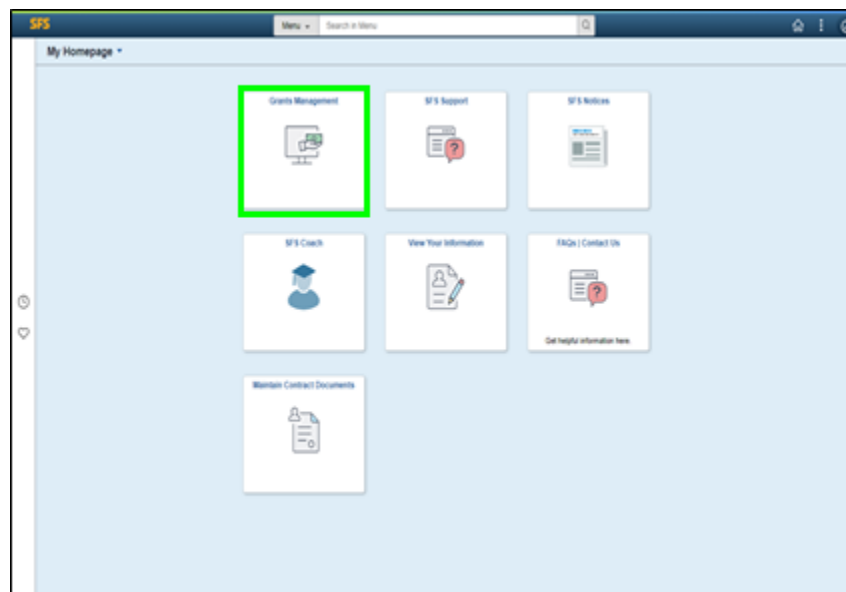 SFS
Menu
Search in Menu
My Homepage
Grants Management
SFS Support
SFS Notices
SFS Coach
View Your Information
FAQs | Contact Us
Get helpful information here.
Maintain Contract Documents